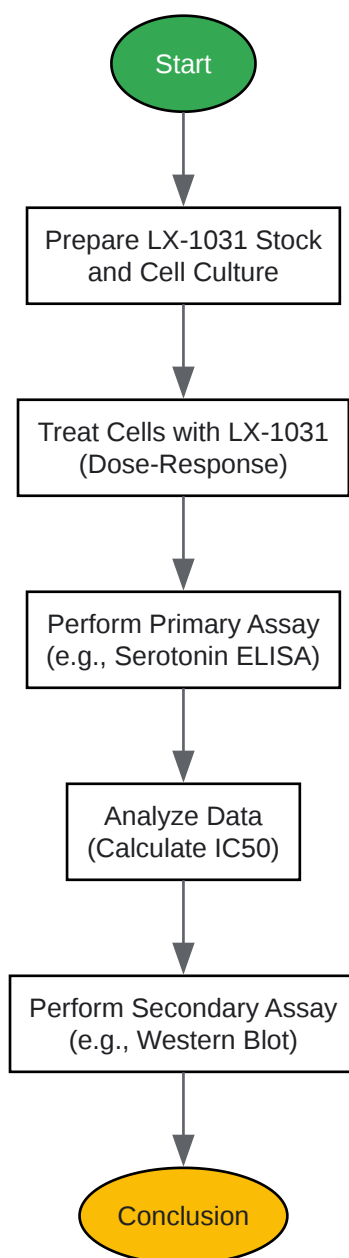 Start
Prepare LX-1031 Stock
and Cell Culture
Treat Cells with LX-1031
(Dose-Response)
Perform Primary Assay
(e.g., Serotonin ELISA)
Analyze Data
(Calculate IC50)
Perform Secondary Assay
(e.g., Western Blot)
Conclusion